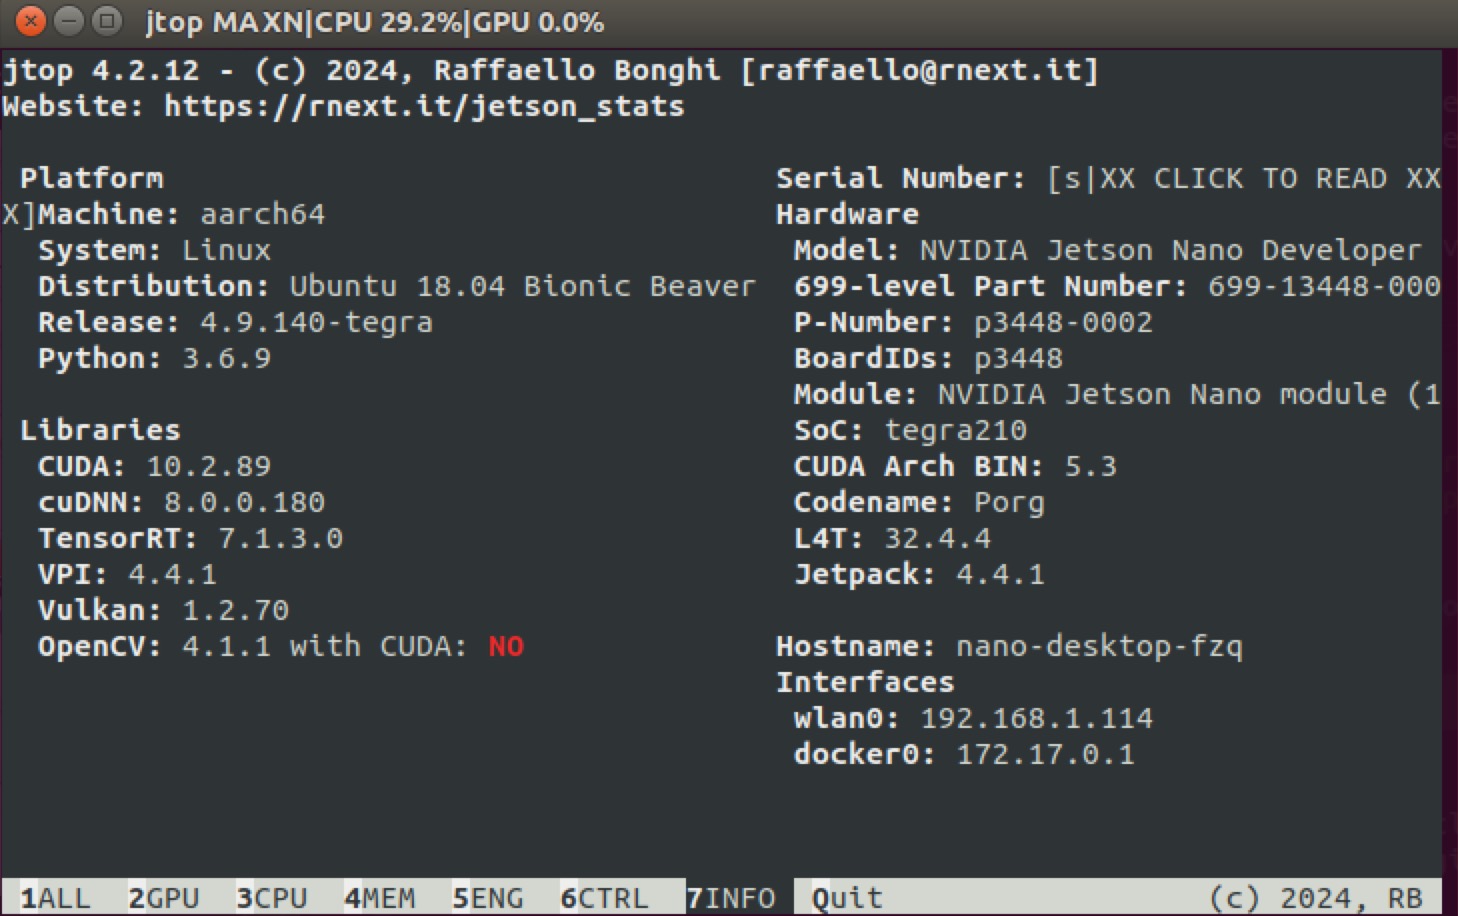 jtop MAXN|CPU 29.2%|GPU 0.0%
jtop 4.2.12 - (c) 2024, Raffaello Bonghi [raffaello@rnext.it]
Website: https://rnext.it/jetson_stats
Platform
Serial Number: [s|XX CLICK TO READ XX
X]Machine: aarch64
Hardware
System: Linux
Model: NVIDIA Jetson Nano Developer
Distribution: Ubuntu 18.04 Bionic Beaver
699-level Part Number: 699-13448-000
Release: 4.9.140-tegra
P-Number: p3448-0002
Python: 3.6.9
BoardIDs: p3448
Module: NVIDIA Jetson Nano module (1
Libraries
SoC: tegra210
CUDA: 10.2.89
CUDA Arch BIN: 5.3
cuDNN: 8.0.0.180
Codename: Porg
TensorRT: 7.1.3.0
L4T: 32.4.4
VPI: 4.4.1
Jetpack: 4.4.1
Vulkan: 1.2.70
OpenCV: 4.1.1 with CUDA: NO
Hostname: nano-desktop-fzq
Interfaces
wlan0: 192.168.1.114
docker0: 172.17.0.1
1ALL 2GPU 3CPU 4MEM 5ENG 6CTRL 7INFO Quit (c) 2024, RB